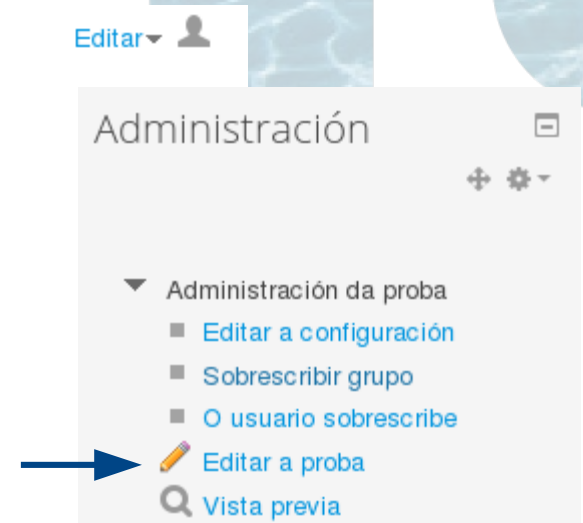 Editar
Administración
Administración da proba
Editar a configuración
Sobrescribir grupo
O usuario sobrescribe
Editar a proba
Vista previa